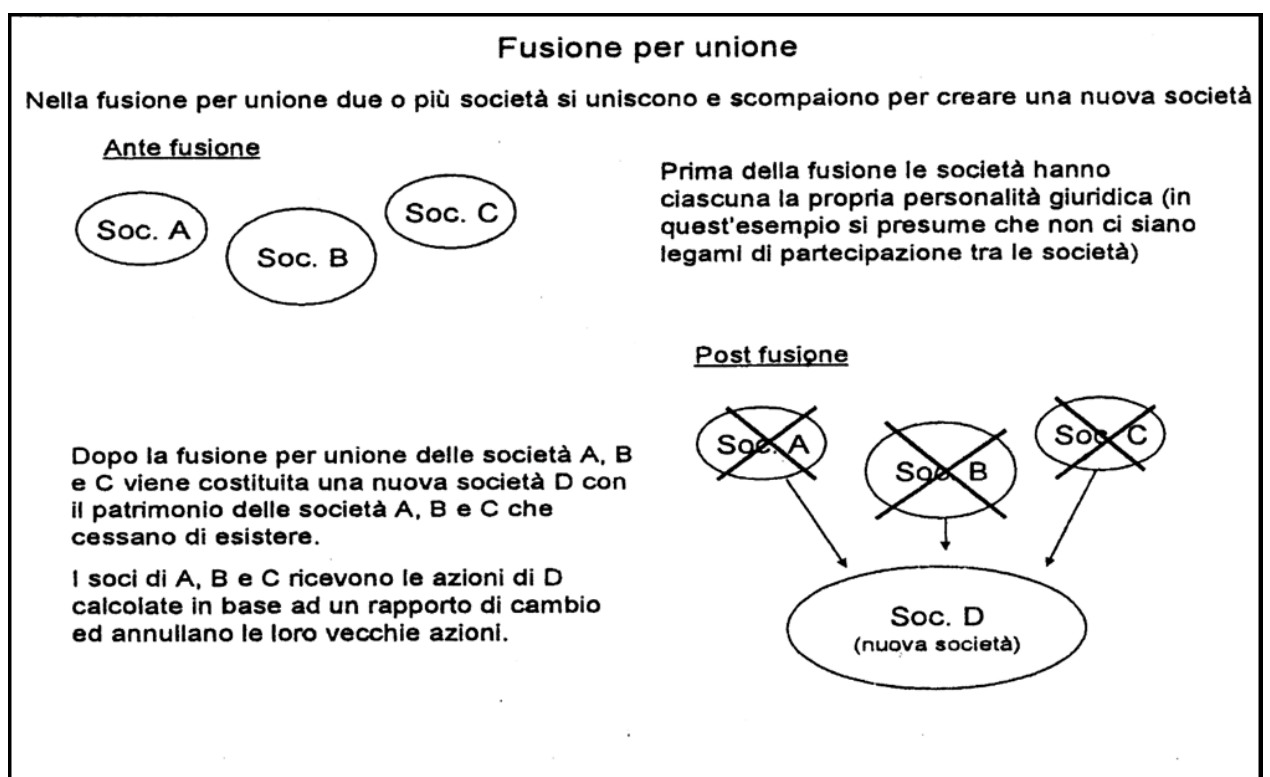 Fusione per unione
Nella fusione per unione due o più società si uniscono e scompaiono per creare una nuova società
Ante fusione
Soc. A
Soc. B
Soc. C
Prima della fusione le società hanno
ciascuna la propria personalità giuridica (in
quest'esempio si presume che non ci siano
legami di partecipazione tra le società)
Post fusione
Soc. A
Soc. B
Soc. C
Dopo la fusione per unione delle società A, B
e C viene costituita una nuova società D con
il patrimonio delle società A, B e C che
cessano di esistere.
I soci di A, B e C ricevono le azioni di D
calcolate in base ad un rapporto di cambio
ed annullano le loro vecchie azioni.
Soc. D
(nuova società)